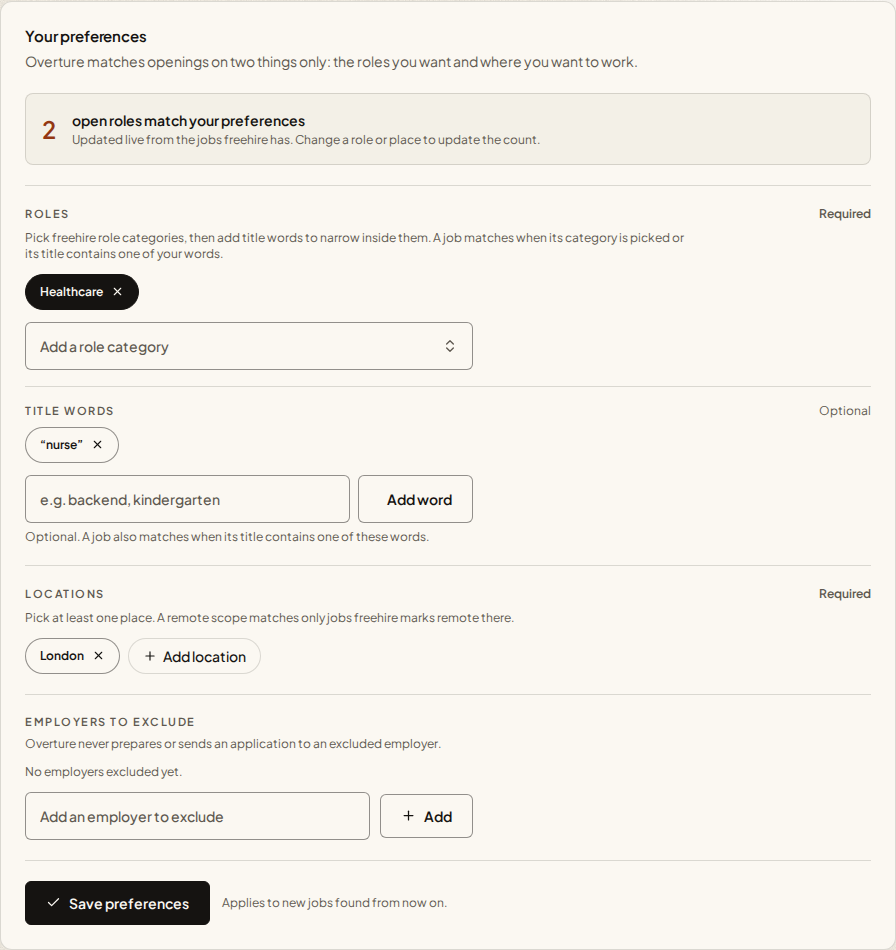 Your preferences
Overture matches openings on two things only: the roles you want and where you want to work.
2
open roles match your preferences
Updated live from the jobs freehire has. Change a role or place to update the count.
ROLES
Required
Pick freehire role categories, then add title words to narrow inside them. A job matches when its category is picked or
its title contains one of your words.
Healthcare ×
Add a role category
TITLE WORDS
Optional
“nurse” ×
e.g. backend, kindergarten
Add word
Optional. A job also matches when its title contains one of these words.
LOCATIONS
Required
Pick at least one place. A remote scope matches only jobs freehire marks remote there.
London ×
+ Add location
EMPLOYERS TO EXCLUDE
Overture never prepares or sends an application to an excluded employer.
No employers excluded yet.
Add an employer to exclude
+ Add
✓ Save preferences
Applies to new jobs found from now on.